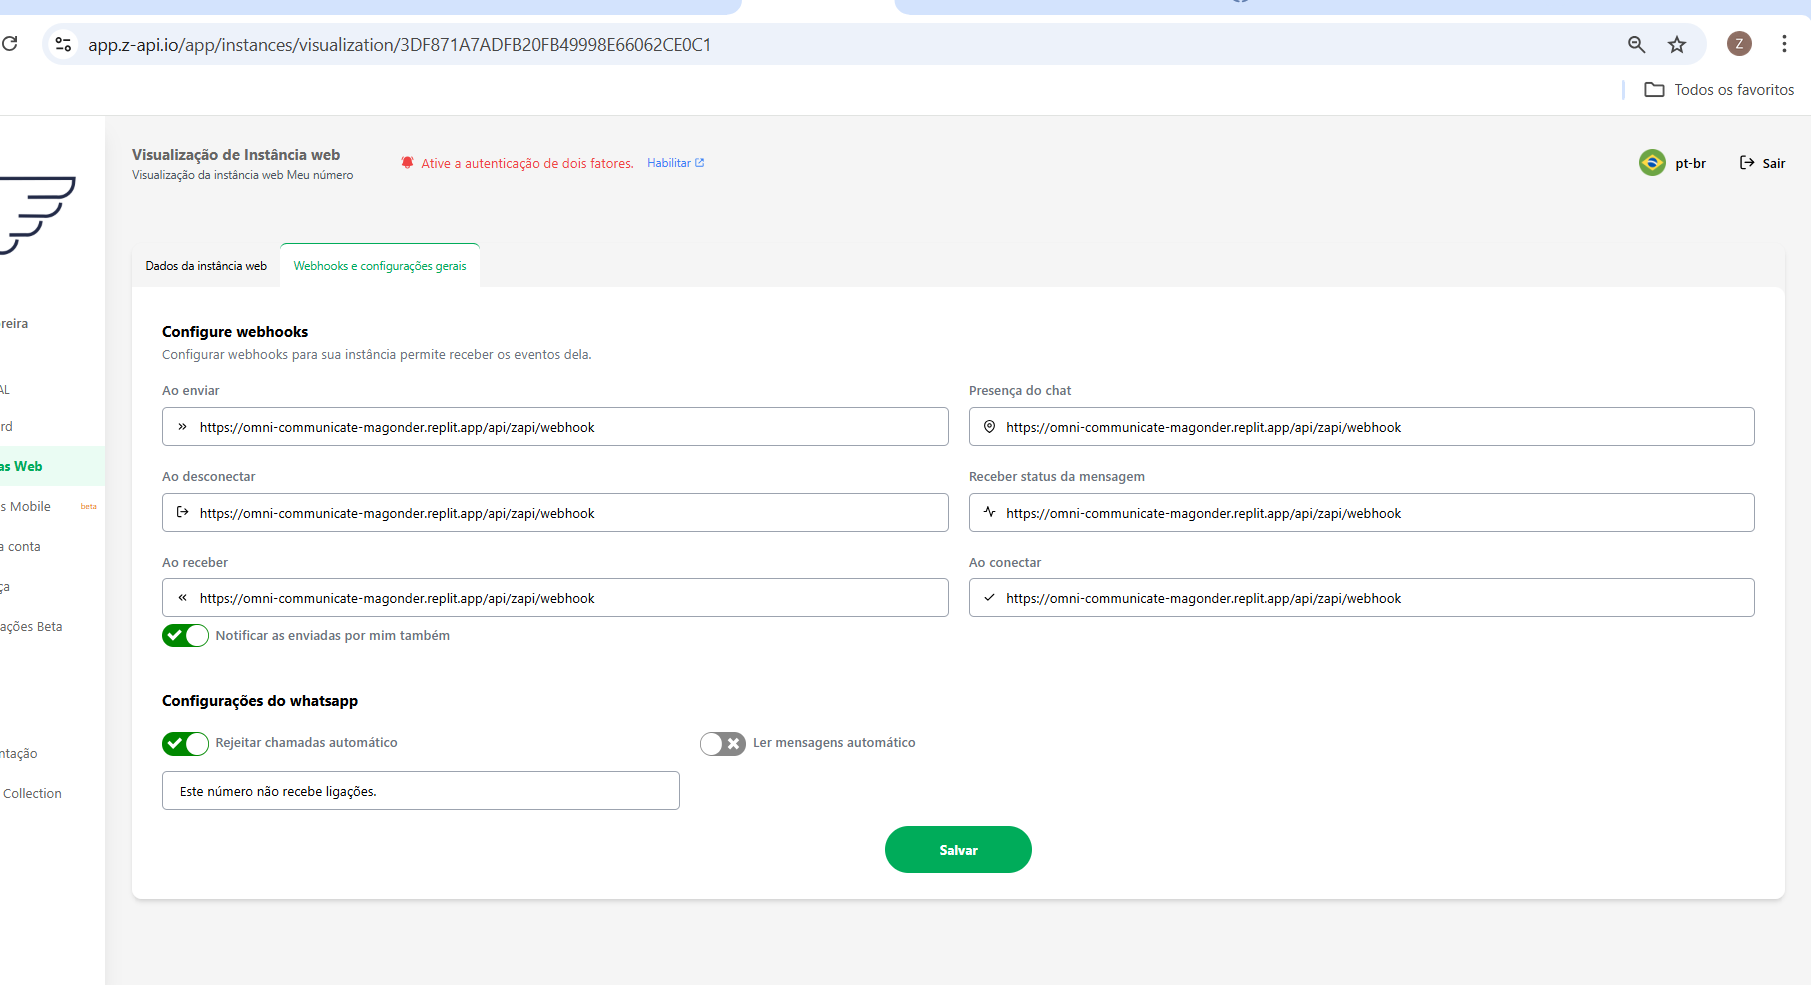 app.z-api.io/app/instances/visualization/3DF871A7ADFB20FB49998E66062CE0C1
Z
Todos os favoritos
Visualização de Instância web
Visualização da instância web Meu número
Ative a autenticação de dois fatores. Habilitar
pt-br
Sair
Dados da instância web
Webhooks e configurações gerais
reira
AL
rd
as Web
s Mobile beta
a conta
ça
ações Beta
ntação
Collection
Configure webhooks
Configurar webhooks para sua instância permite receber os eventos dela.
Ao enviar
https://omni-communicate-magonder.replit.app/api/zapi/webhook
Presença do chat
https://omni-communicate-magonder.replit.app/api/zapi/webhook
Ao desconectar
https://omni-communicate-magonder.replit.app/api/zapi/webhook
Receber status da mensagem
https://omni-communicate-magonder.replit.app/api/zapi/webhook
Ao receber
https://omni-communicate-magonder.replit.app/api/zapi/webhook
Ao conectar
https://omni-communicate-magonder.replit.app/api/zapi/webhook
Notificar as enviadas por mim também
Configurações do whatsapp
Rejeitar chamadas automático
Ler mensagens automático
Este número não recebe ligações.
Salvar